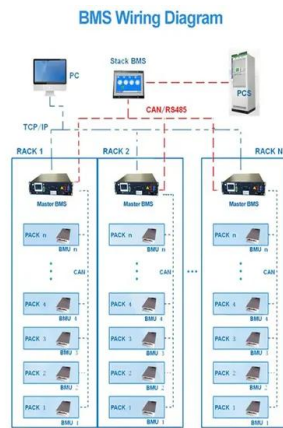 BMS Wiring Diagram
PC
Stack BMS
PCS
CAN/RS485
TCP/IP
RACK 1
RACK 2
RACK N
Master BMS
Master BMS
Master BMS
PACK n
BMU n
PACK n
BMU n
PACK n
BMU n
CAN
CAN
CAN
PACK 4
BMU 4
PACK 4
BMU 4
PACK 4
BMU 4
PACK 3
BMU 3
PACK 3
BMU 3
PACK 3
BMU 3
PACK 2
BMU 2
PACK 2
BMU 2
PACK 2
BMU 2
PACK 1
BMU 1
PACK 1
BMU 1
PACK 1
BMU 1